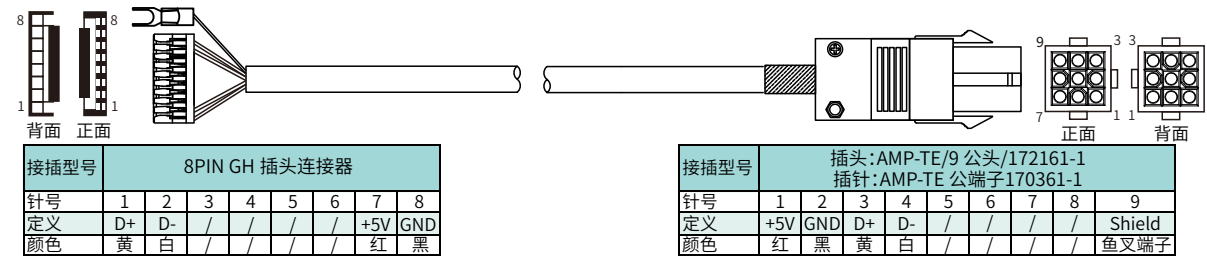 8 8
1 1
背面 正面
9 3 3
7 1 1
正面 背面
接插型号 8PIN GH 插头连接器
针号 1 2 3 4 5 6 7 8
定义 D+ D- / / / / +5V GND
颜色 黄 白 / / / / 红 黑
接插型号 插头:AMP-TE/9 公头/172161-1
插针:AMP-TE 公端子170361-1
针号 1 2 3 4 5 6 7 8 9
定义 +5V GND D+ D- / / / / Shield
颜色 红 黑 黄 白 / / / / 鱼叉端子